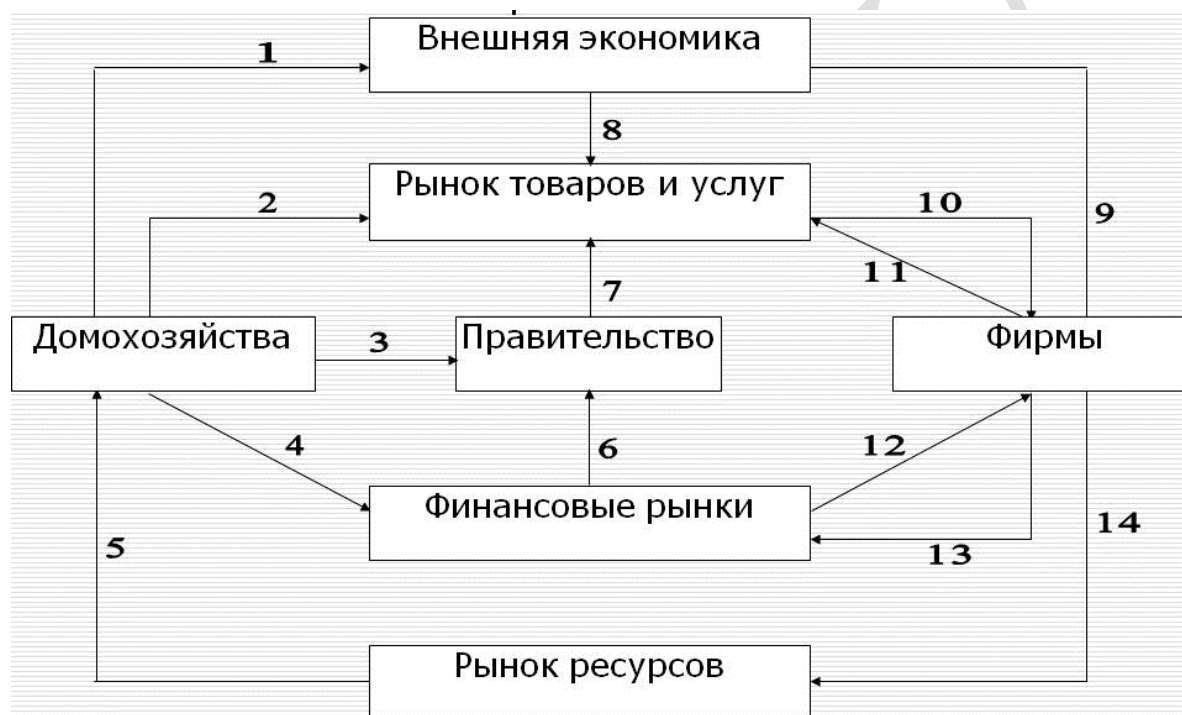 Внешняя экономика
1
8
Рынок товаров и услуг
2
10
9
11
7
Домохозяйства
3
Правительство
Фирмы
4
6
12
Финансовые рынки
5
13
14
Рынок ресурсов